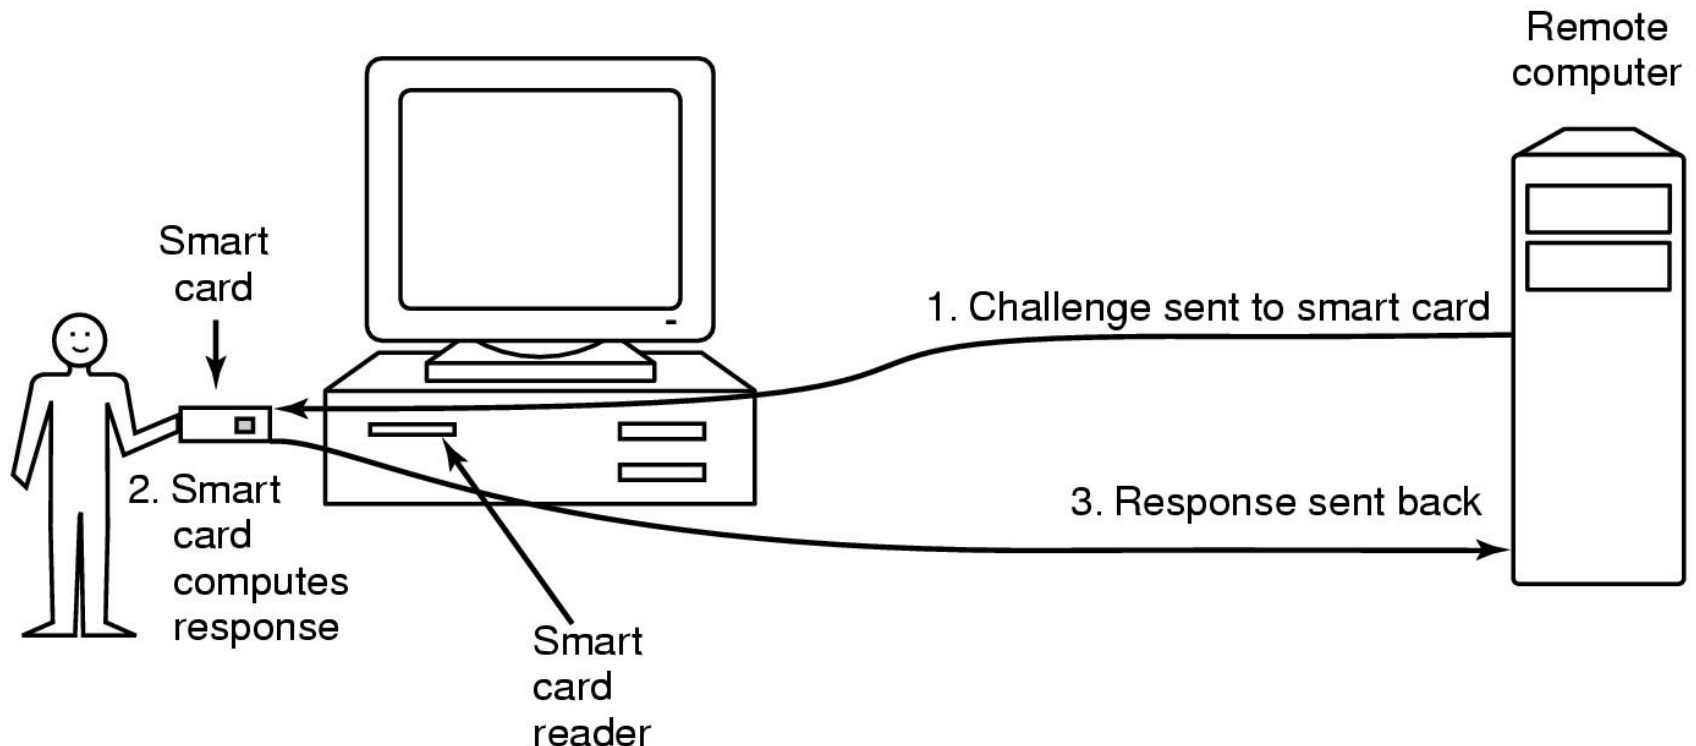 Remote
computer
Smart
card
1. Challenge sent to smart card
2. Smart
card
computes
response
3. Response sent back
Smart
card
reader